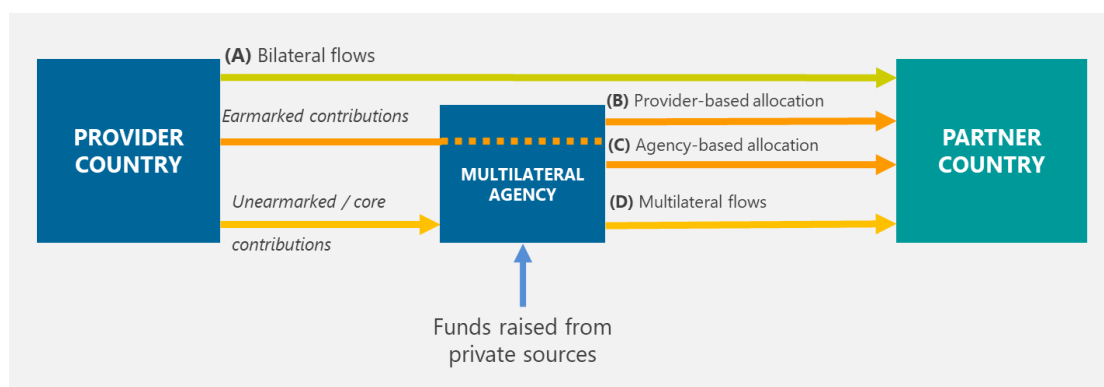 (A) Bilateral flows
PROVIDER
COUNTRY
Earmarked contributions
Unearmarked / core
contributions
MULTILATERAL
AGENCY
(B) Provider-based allocation
(C) Agency-based allocation
(D) Multilateral flows
PARTNER
COUNTRY
Funds raised from
private sources